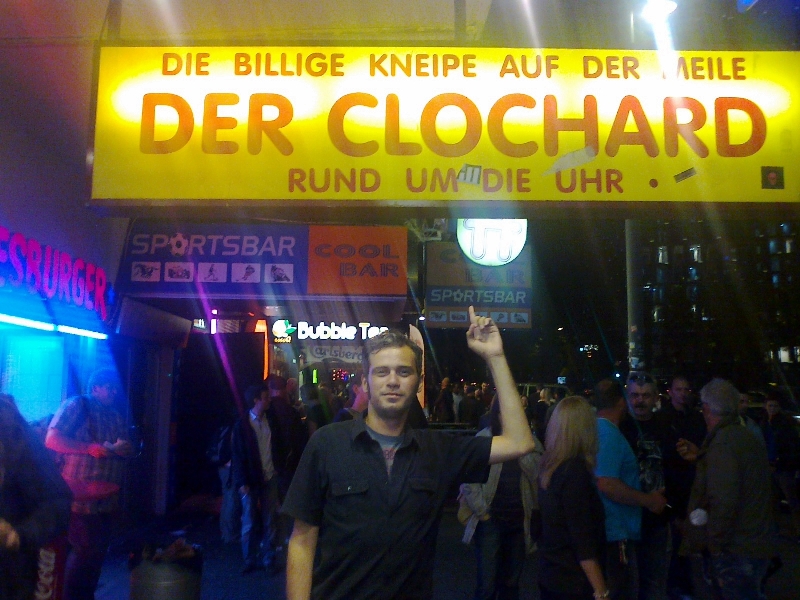 DIE BILLIGE KNEIPE AUF DER MEILE
DER CLOCHARD
RUND UM DIE UHR •
SPORTSBAR
COOL BAR
SPORTSBAR
ESBURGER
Bubble Tea
Carlsberg